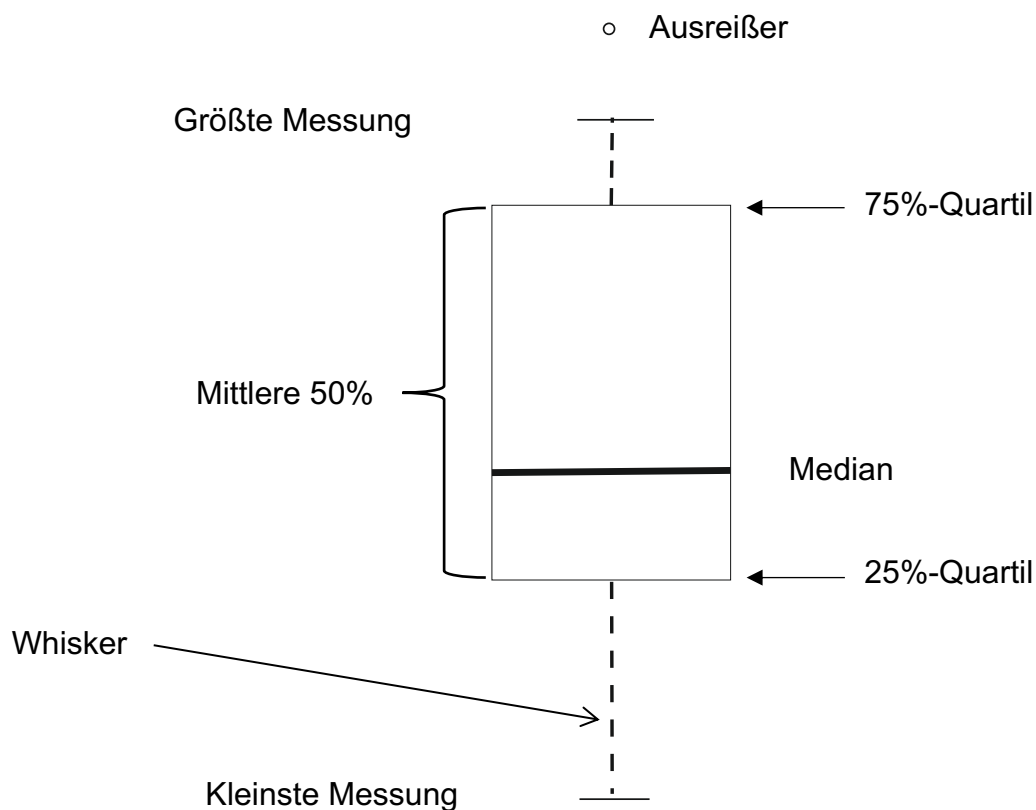 Ausreißer
Größte Messung
75%-Quartil
Mittlere 50%
Median
25%-Quartil
Whisker
Kleinste Messung